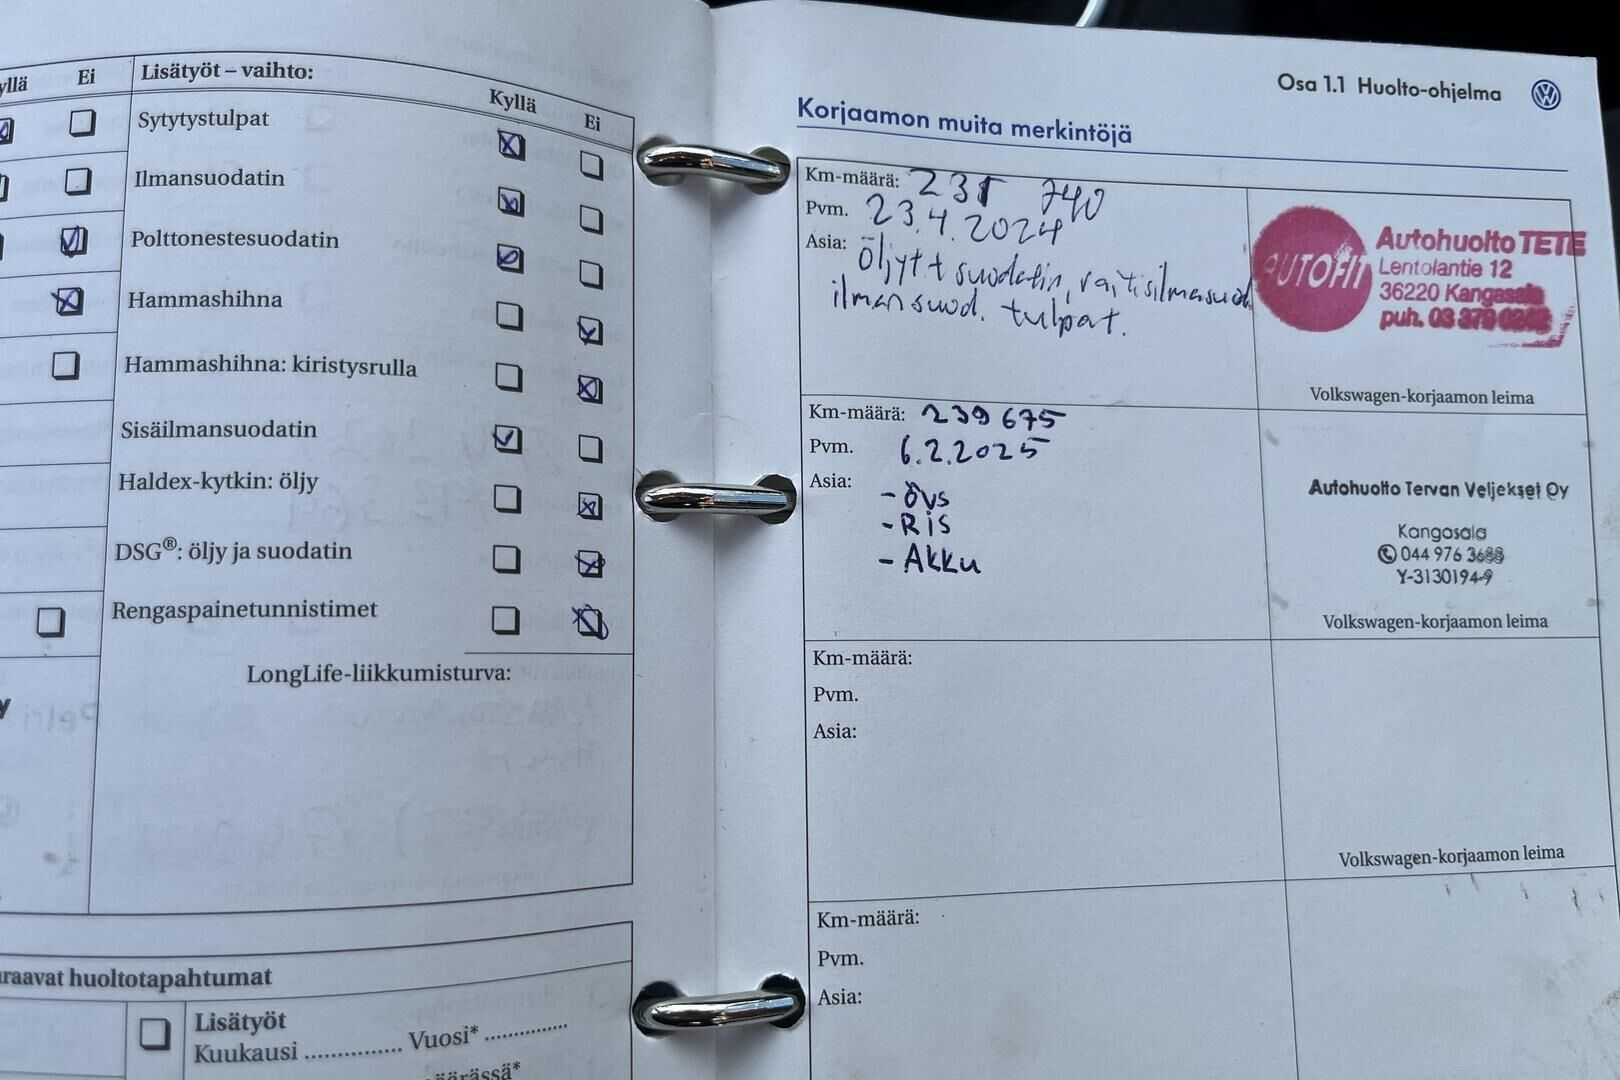 Ei
Lisätyöt – vaihto:
Kyllä
Ei
Sytytystulpat
Ilmansuodatin
Polttonestesuodatin
Hammashihna
Hammashihna: kiristysrulla
Sisäilmansuodatin
Haldex-kytkin: öljy
DSG®: öljy ja suodatin
Rengaspainetunnistimet
LongLife-liikkumisturva:
huoltotapahtumat
Lisätyöt
Kuukausi ............... Vuosi* ...............
Osa 1.1 Huolto-ohjelma
Korjaamon muita merkintöjä
Km-määrä: 231 740
Pvm. 23.4.2024
Asia: Öljyt + suodatin, raitisilmasuod.
ilmansuod. tulpat.
AUTOFIT
Autohuolto TETE
Lentolantie 12
36220 Kangasala
puh. 03
Volkswagen-korjaamon leima
Km-määrä: 239 675
Pvm. 6.2.2025
Asia:
- ÖVS
- RiS
- AKKu
Autohuolto Tervan Veljekset Oy
Kangasala
044 976 3688
Y-3130194-9
Volkswagen-korjaamon leima
Km-määrä:
Pvm.
Asia:
Volkswagen-korjaamon leima
Km-määrä:
Pvm.
Asia: